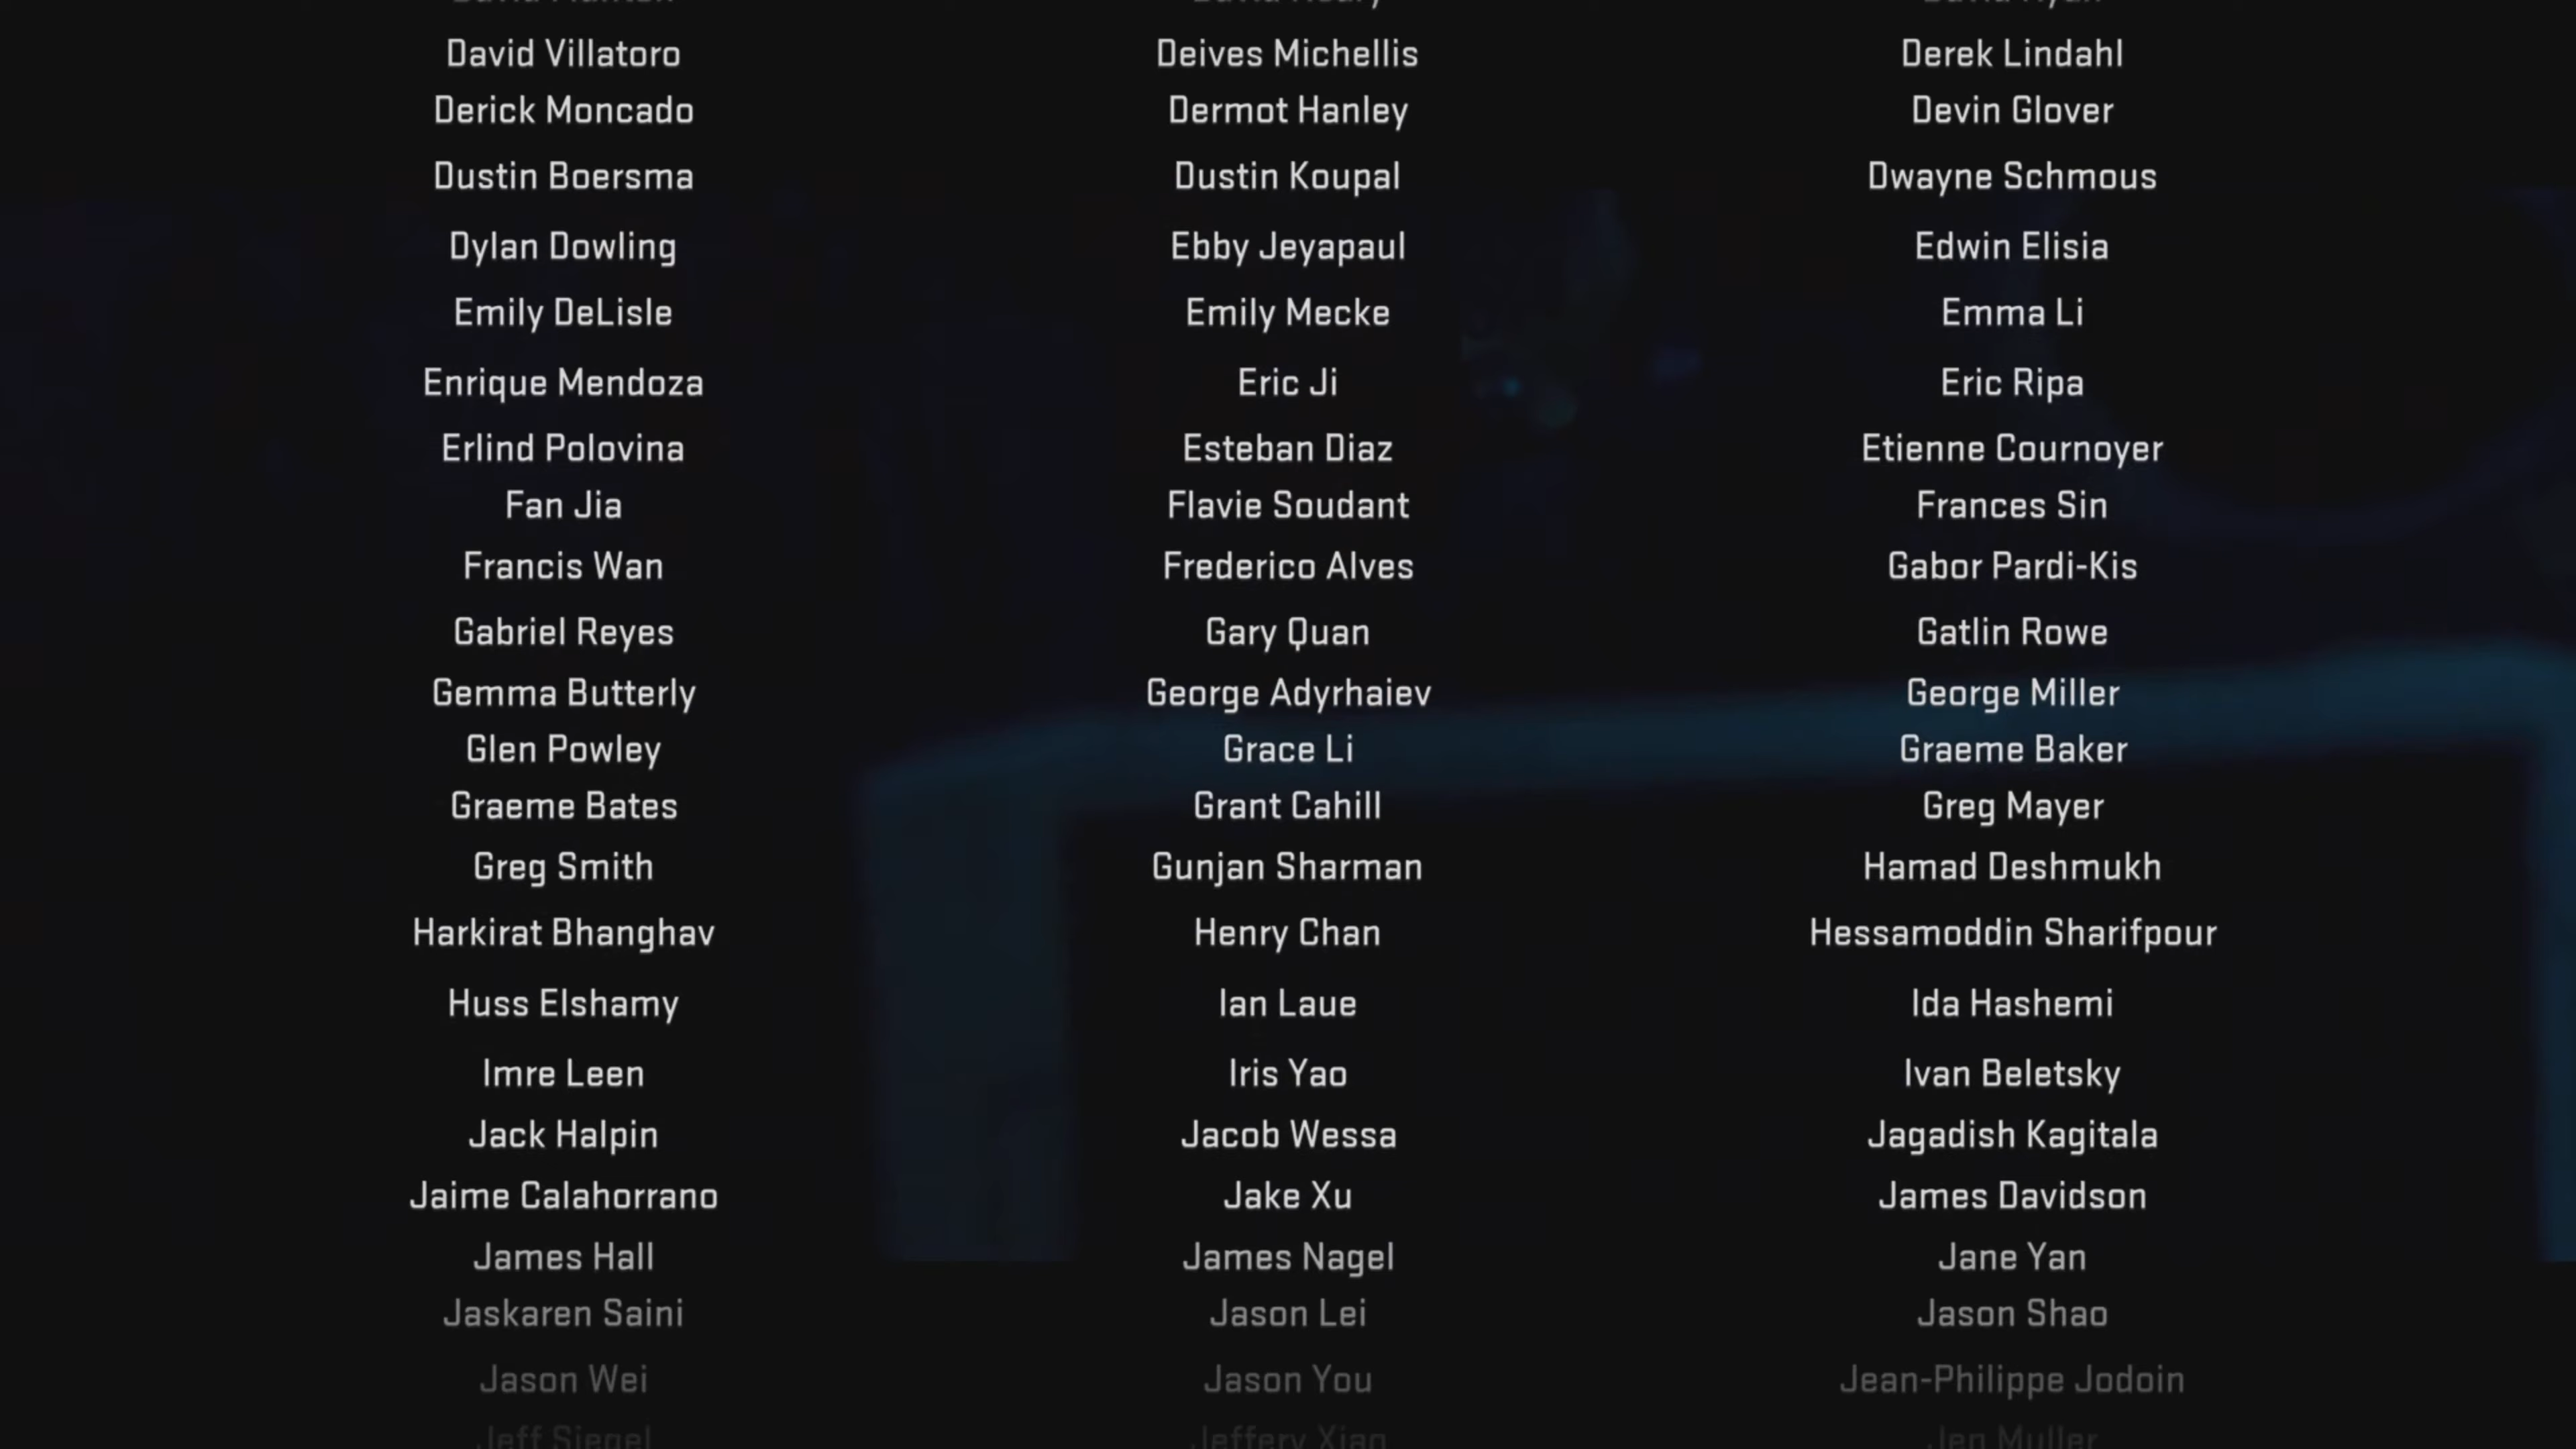 David Villatoro Deives Michellis Derek Lindahl
Derick Moncado Dermot Hanley Devin Glover
Dustin Boersma Dustin Koupal Dwayne Schmous
Dylan Dowling Ebby Jeyapaul Edwin Elisia
Emily DeLisle Emily Mecke Emma Li
Enrique Mendoza Eric Ji Eric Ripa
Erlind Polovina Esteban Diaz Etienne Cournoyer
Fan Jia Flavie Soudant Frances Sin
Francis Wan Frederico Alves Gabor Pardi-Kis
Gabriel Reyes Gary Quan Gatlin Rowe
Gemma Butterly George Adyrhaiev George Miller
Glen Powley Grace Li Graeme Baker
Graeme Bates Grant Cahill Greg Mayer
Greg Smith Gunjan Sharman Hamad Deshmukh
Harkirat Bhanghav Henry Chan Hessamoddin Sharifpour
Huss Elshamy Ian Laue Ida Hashemi
Imre Leen Iris Yao Ivan Beletsky
Jack Halpin Jacob Wessa Jagadish Kagitala
Jaime Calahorrano Jake Xu James Davidson
James Hall James Nagel Jane Yan
Jaskaren Saini Jason Lei Jason Shao
Jason Wei Jason You Jean-Philippe Jodoin
Jeff Siegel Jeffery Xiang Jen Muller